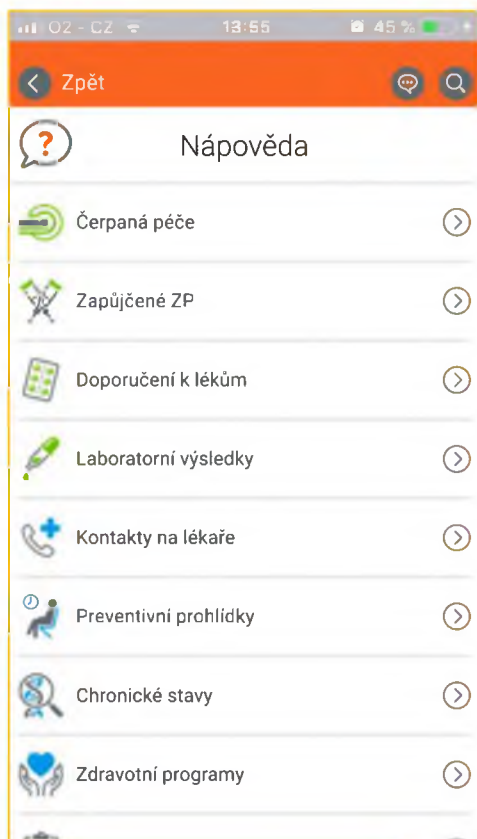 O2 - CZ 13:55 45 %
Zpět
? Nápověda
Čerpaná péče
Zapůjčené ZP
Doporučení k lékům
Laboratorní výsledky
Kontakty na lékaře
Preventivní prohlídky
Chronické stavy
Zdravotní programy